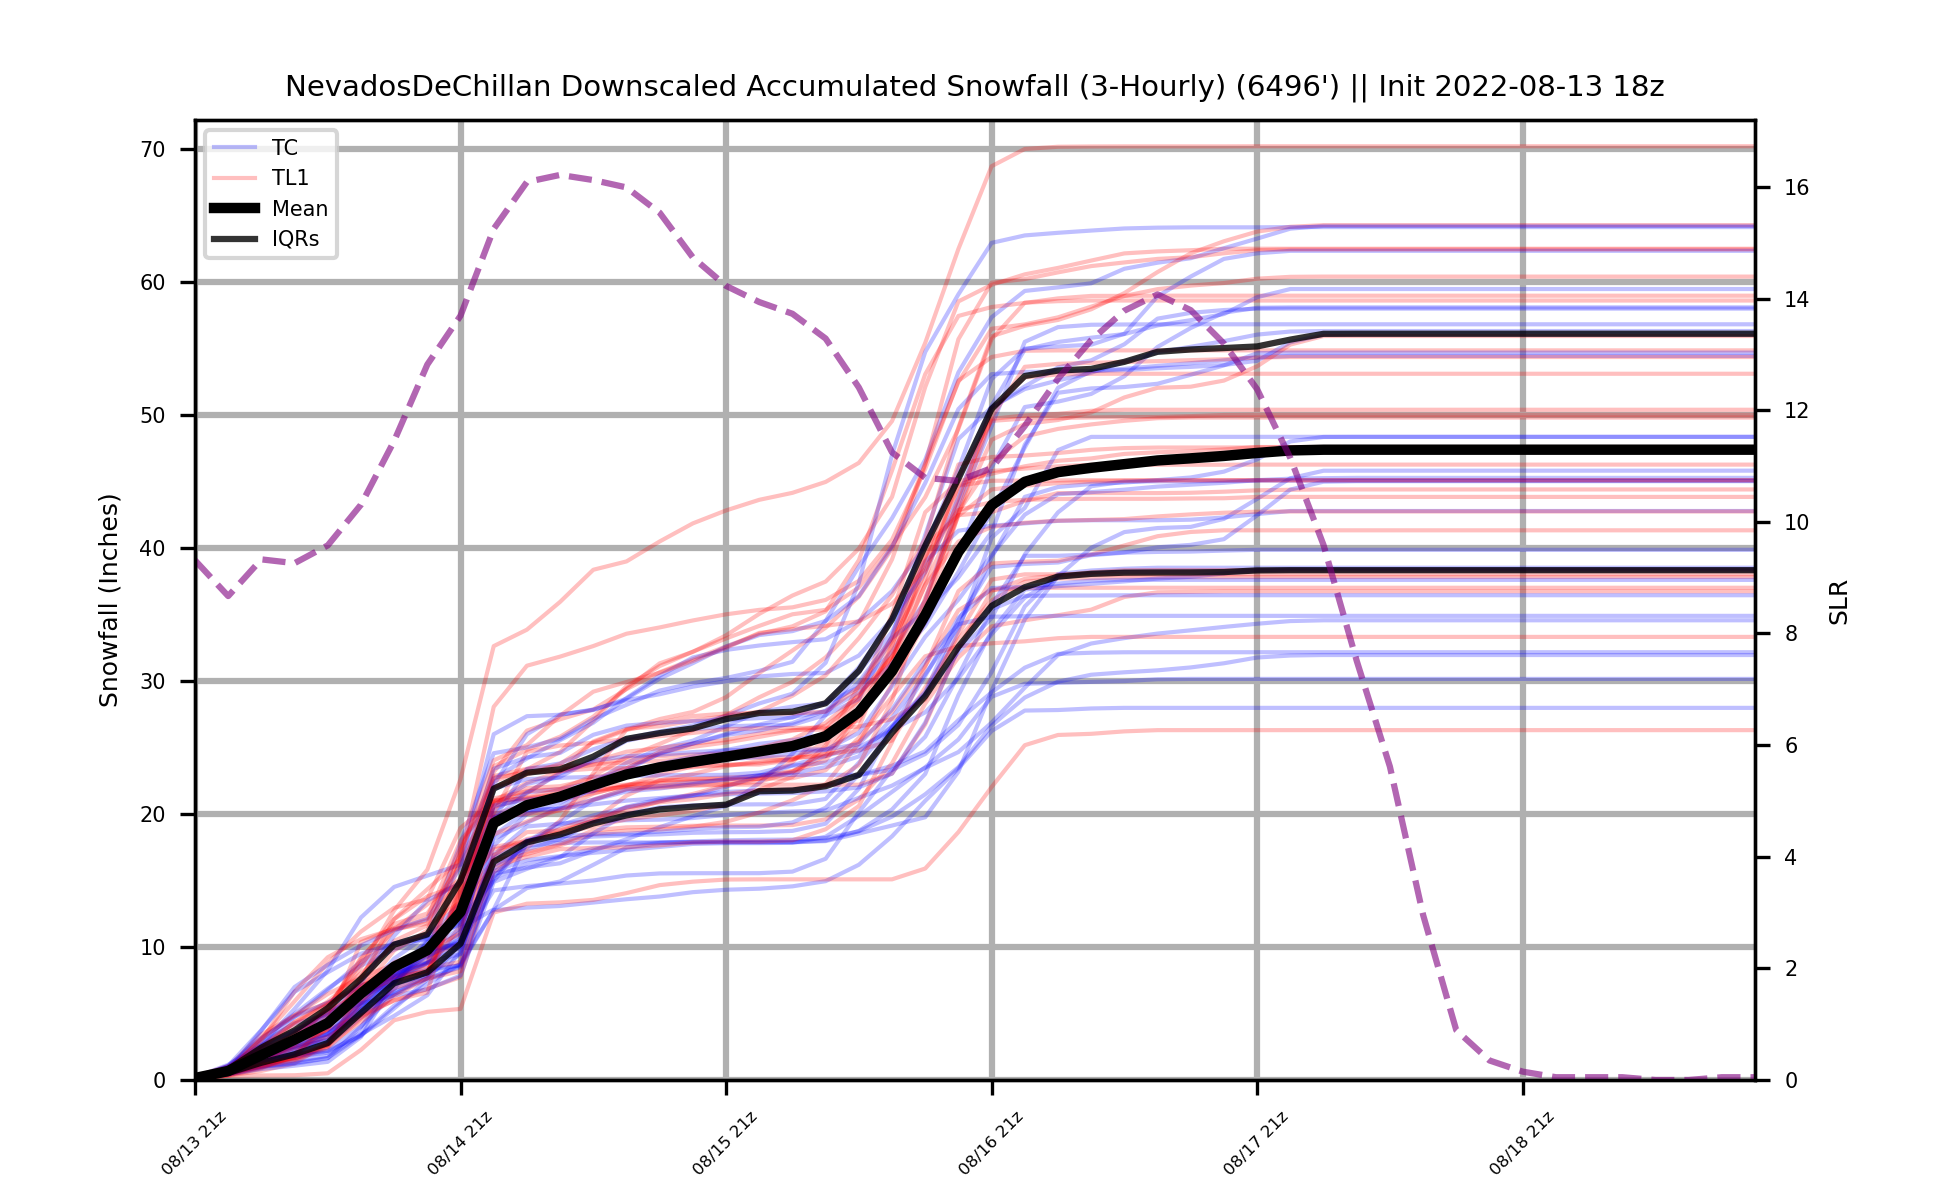 NevadosDeChillan Downscaled Accumulated Snowfall (3-Hourly) (6496') || Init 2022-08-13 18z
TC
TL1
Mean
IQRs
Snowfall (Inches)
70
60
50
40
30
20
10
0
16
14
12
10
8
6
4
2
0
SLR
08/13 21z
08/14 21z
08/15 21z
08/16 21z
08/17 21z
08/18 21z